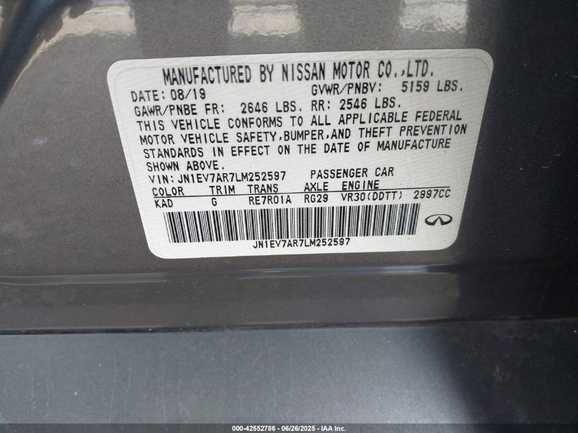 MANUFACTURED BY NISSAN MOTOR CO.,LTD.
DATE: 08/19 GVWR/PNBV: 5159 LBS.
GAWR/PNBE FR: 2646 LBS. RR: 2546 LBS.
THIS VEHICLE CONFORMS TO ALL APPLICABLE FEDERAL
MOTOR VEHICLE SAFETY,BUMPER,AND THEFT PREVENTION
STANDARDS IN EFFECT ON THE DATE OF MANUFACTURE
SHOWN ABOVE.
VIN: JN1EV7AR7LM252597 PASSENGER CAR
COLOR TRIM TRANS AXLE ENGINE
KAD G RE7R01A RG29 VR30(DDTT) 2997CC
JN1EV7AR7LM252597
000-42552786 - 06/26/2025 - IAA Inc.